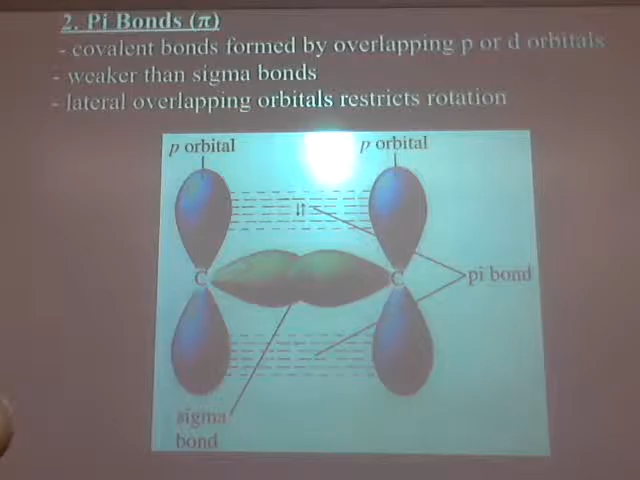 2. Pi Bonds (π)
- covalent bonds formed by overlapping p or d orbitals
- weaker than sigma bonds
- lateral overlapping orbitals restricts rotation
p orbital
p orbital
⇃↾
C
C
pi bond
sigma
bond